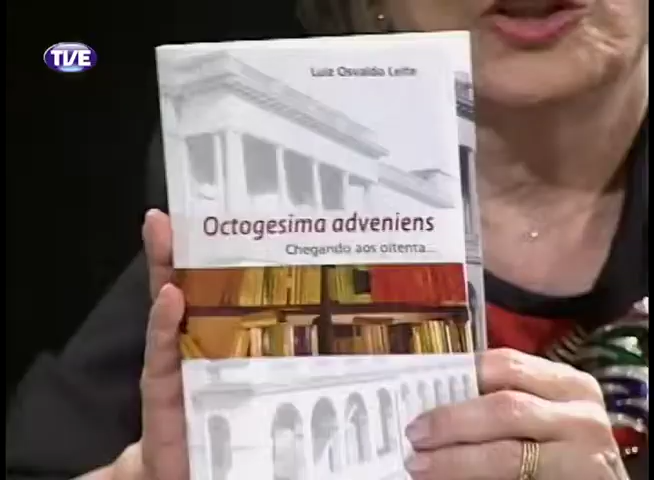 TVE
Luiz Osvaldo Leite
Octogesima adveniens
Chegando aos oitenta...